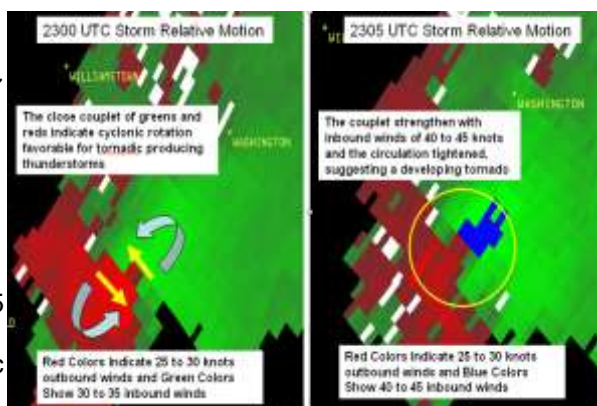 2300 UTC Storm Relative Motion
WILLIAMSTOWN
The close couplet of greens and
reds indicate cyclonic rotation
favorable for tornadic producing
thunderstorms
WASHINGTON
Red Colors Indicate 25 to 30 knots
outbound winds and Green Colors
Show 30 to 35 inbound winds
2305 UTC Storm Relative Motion
WASHINGTON
The couplet strengthen with
inbound winds of 40 to 45 knots
and the circulation tightened,
suggesting a developing tornado
Red Colors Indicate 25 to 30 knots
outbound winds and Blue Colors
Show 40 to 45 inbound winds